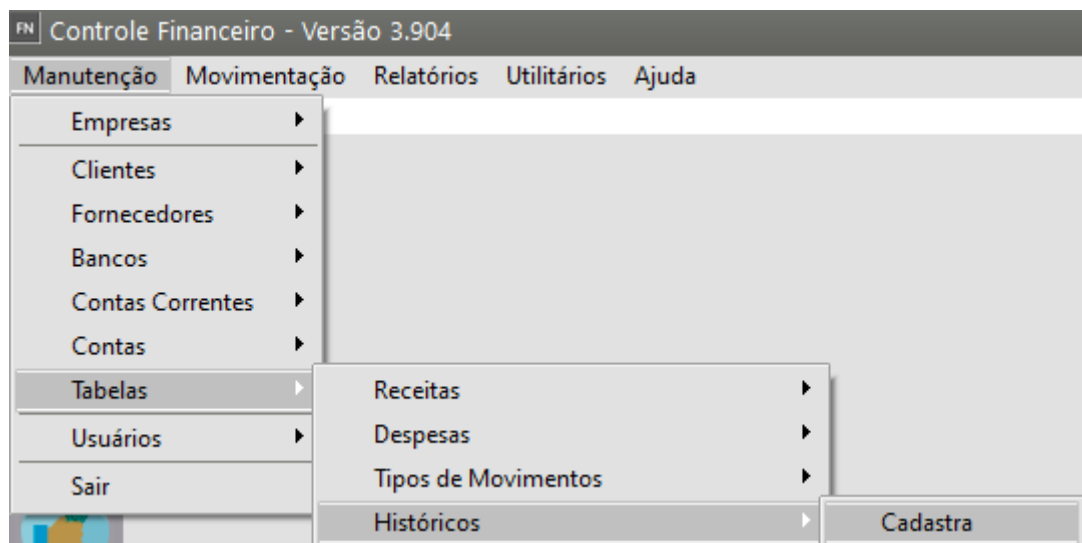 FN Controle Financeiro - Versão 3.904
Manutenção Movimentação Relatórios Utilitários Ajuda
Empresas
Clientes
Fornecedores
Bancos
Contas Correntes
Contas
Tabelas
Usuários
Sair
Receitas
Despesas
Tipos de Movimentos
Históricos
Cadastra